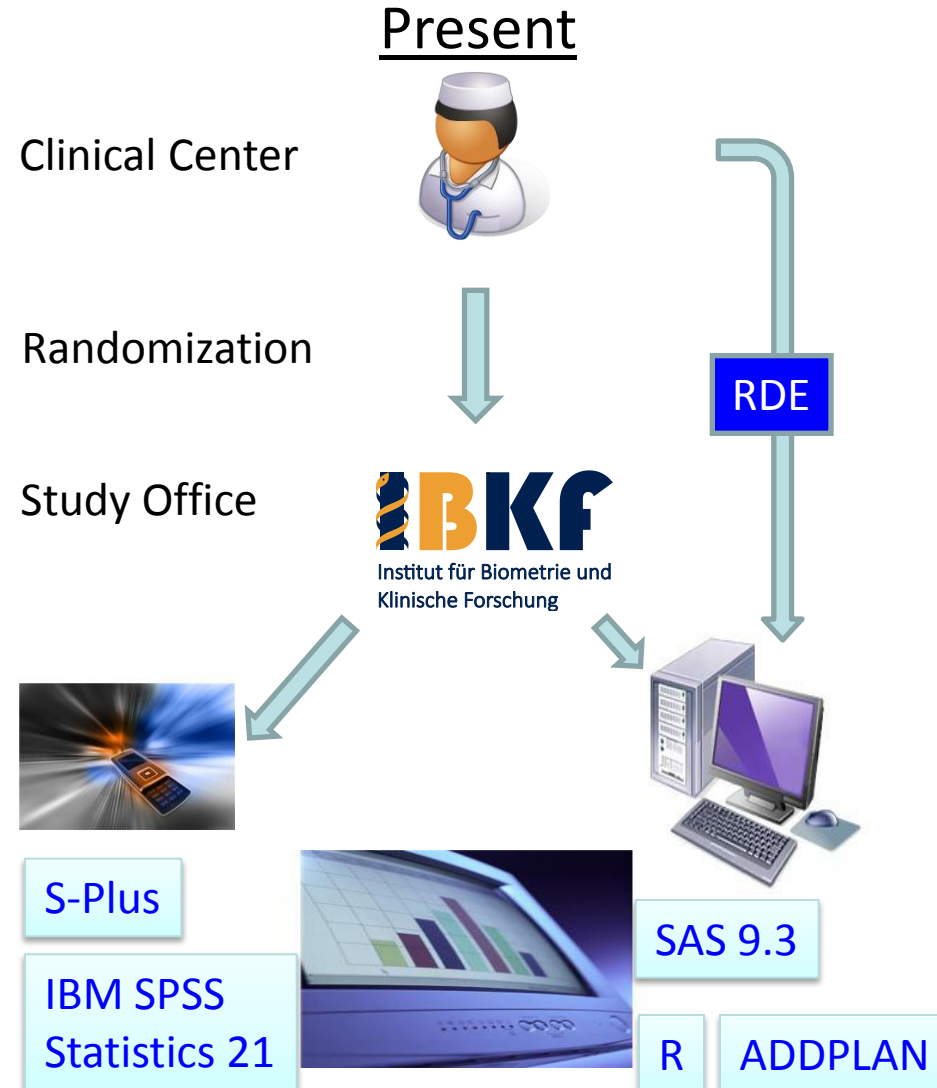 Present
Clinical Center
Randomization
RDE
Study Office
IBKF
Institut für Biometrie und
Klinische Forschung
S-Plus
SAS 9.3
IBM SPSS
Statistics 21
R
ADDPLAN